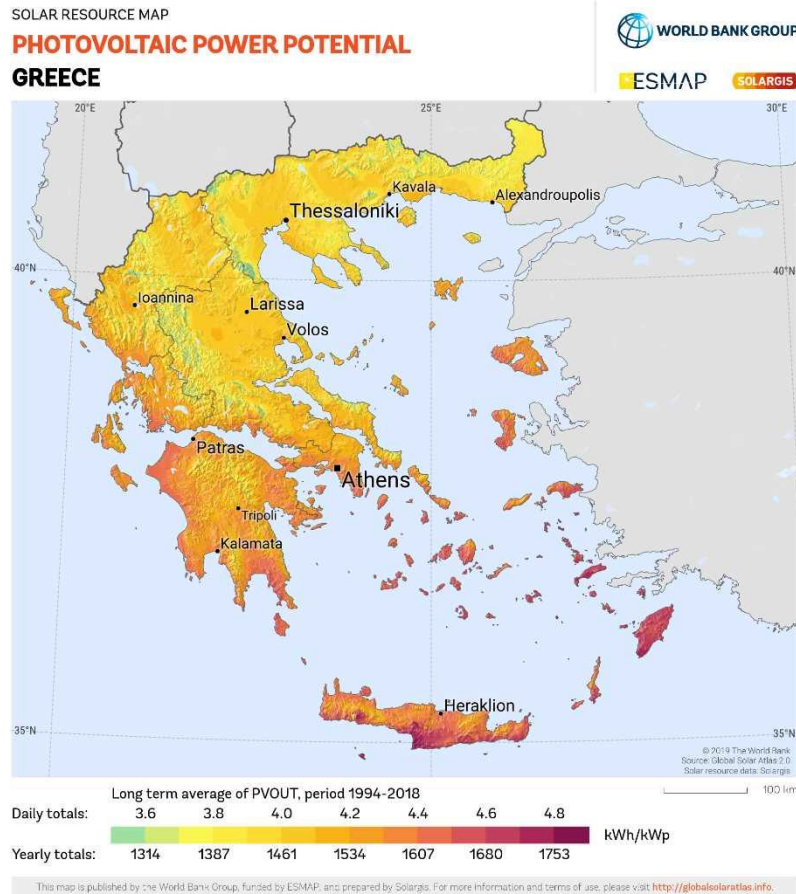 SOLAR RESOURCE MAP
PHOTOVOLTAIC POWER POTENTIAL
GREECE
WORLD BANK GROUP
ESMAP
SOLARGIS
20°E
25°E
30°E
Kavala
Alexandroupolis
Thessaloniki
40°N
40°N
Ioannina
Larissa
Volos
Patras
Athens
Tripoli
Kalamata
Heraklion
35°N
35°N
© 2019 The World Bank
Source: Global Solar Atlas 2.0
Solar resource data: Solargis
100 km
Long term average of PVOUT, period 1994-2018
Daily totals: 3.6 3.8 4.0 4.2 4.4 4.6 4.8
kWh/kWp
Yearly totals: 1314 1387 1461 1534 1607 1680 1753
This map is published by the World Bank Group, funded by ESMAP, and prepared by Solargis. For more information and terms of use, please visit http://globalsolaratlas.info.